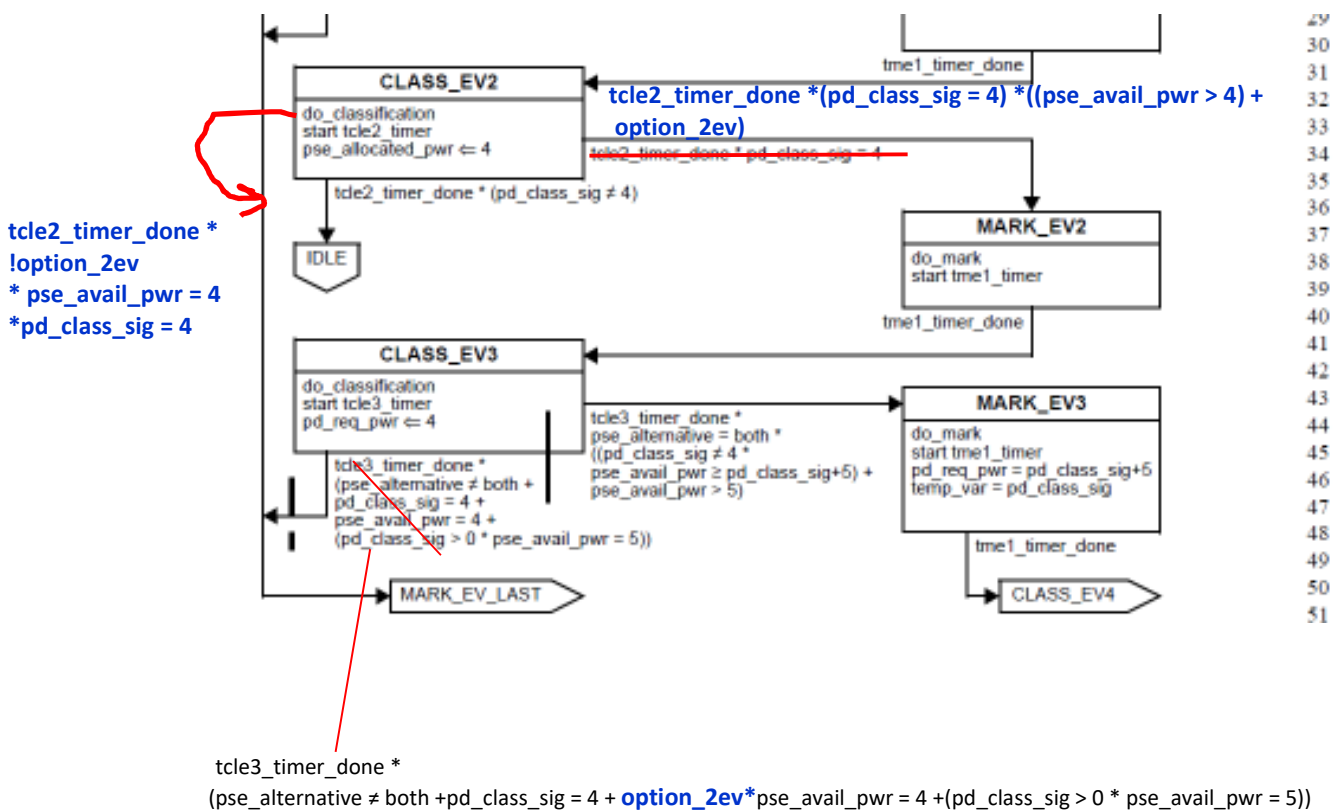 29
30
31
32
33
34
35
36
37
38
39
40
41
42
43
44
45
46
47
48
49
50
51
tme1_timer_done
CLASS_EV2
do_classification
start tcle2_timer
pse_allocated_pwr ⇐ 4
tcle2_timer_done *(pd_class_sig = 4) *((pse_avail_pwr > 4) +
option_2ev)
tcle2_timer_done * pd_class_sig = 4
tcle2_timer_done * (pd_class_sig ≠ 4)
IDLE
tcle2_timer_done *
!option_2ev
* pse_avail_pwr = 4
*pd_class_sig = 4
MARK_EV2
do_mark
start tme1_timer
tme1_timer_done
CLASS_EV3
do_classification
start tcle3_timer
pd_req_pwr ⇐ 4
tcle3_timer_done *
pse_alternative = both *
((pd_class_sig ≠ 4 *
pse_avail_pwr ≥ pd_class_sig+5) +
pse_avail_pwr > 5)
MARK_EV3
do_mark
start tme1_timer
pd_req_pwr = pd_class_sig+5
temp_var = pd_class_sig
tcle3_timer_done *
(pse_alternative ≠ both +
pd_class_sig = 4 +
pse_avail_pwr = 4 +
(pd_class_sig > 0 * pse_avail_pwr = 5))
tme1_timer_done
MARK_EV_LAST
CLASS_EV4
tcle3_timer_done *
(pse_alternative ≠ both +pd_class_sig = 4 + option_2ev*pse_avail_pwr = 4 +(pd_class_sig > 0 * pse_avail_pwr = 5))